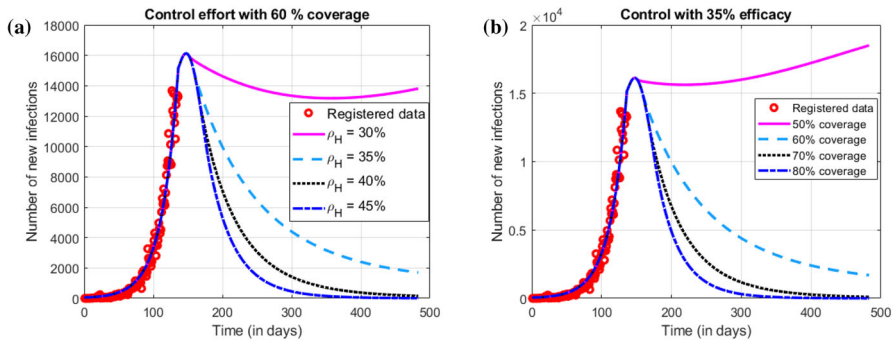 (a)
Control effort with 60 % coverage
Number of new infections
18000
16000
14000
12000
10000
8000
6000
4000
2000
0
Registered data
ρH = 30%
ρH = 35%
ρH = 40%
ρH = 45%
0 100 200 300 400 500
Time (in days)
(b)
Control with 35% efficacy
× 10^4
Number of new infections
2
1.5
1
0.5
0
Registered data
50% coverage
60% coverage
70% coverage
80% coverage
0 100 200 300 400 500
Time (in days)